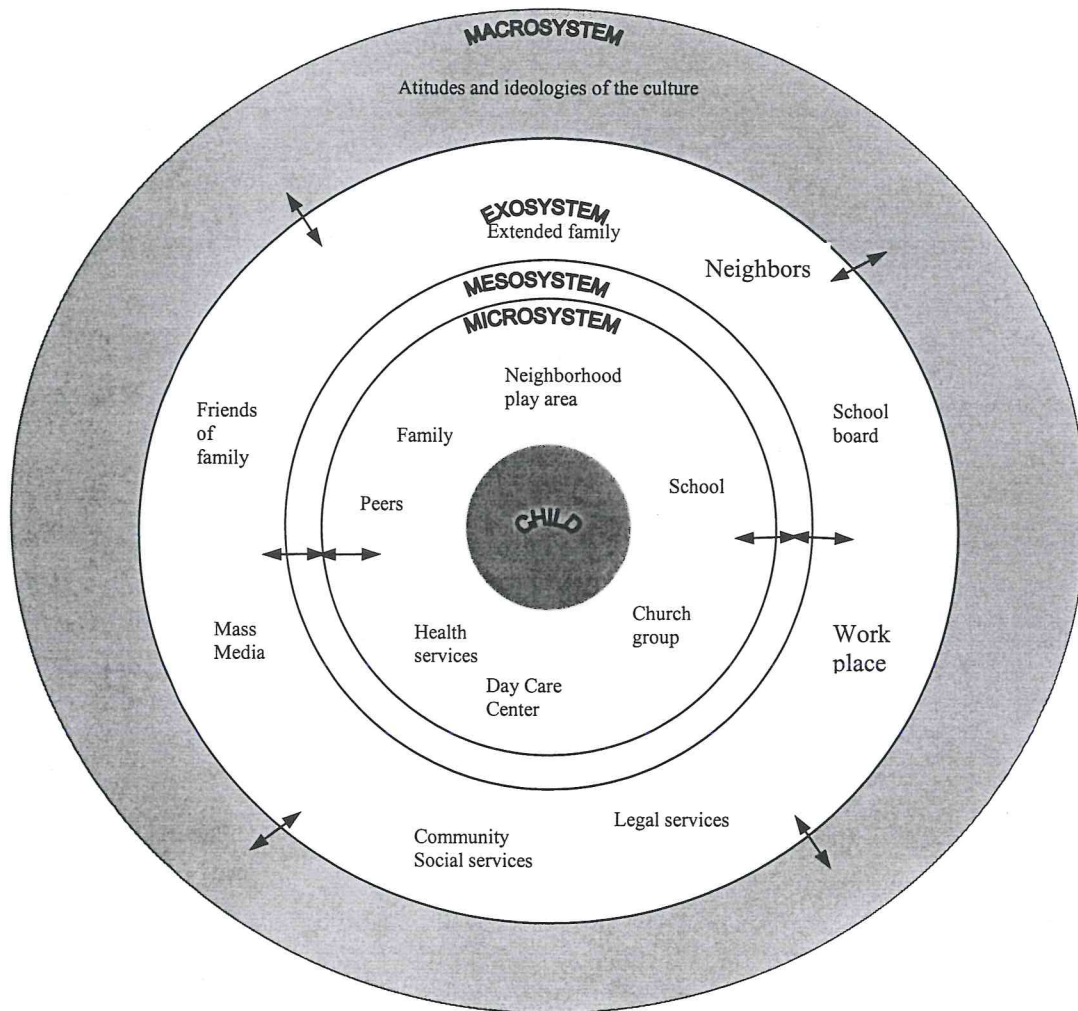 MACROSYSTEM
Atitudes and ideologies of the culture
EXOSYSTEM
Extended family
Neighbors
MESOSYSTEM
MICROSYSTEM
Neighborhood
play area
Friends
of
family
Family
School
board
Peers
School
CHILD
Mass
Media
Health
services
Church
group
Work
place
Day Care
Center
Legal services
Community
Social services